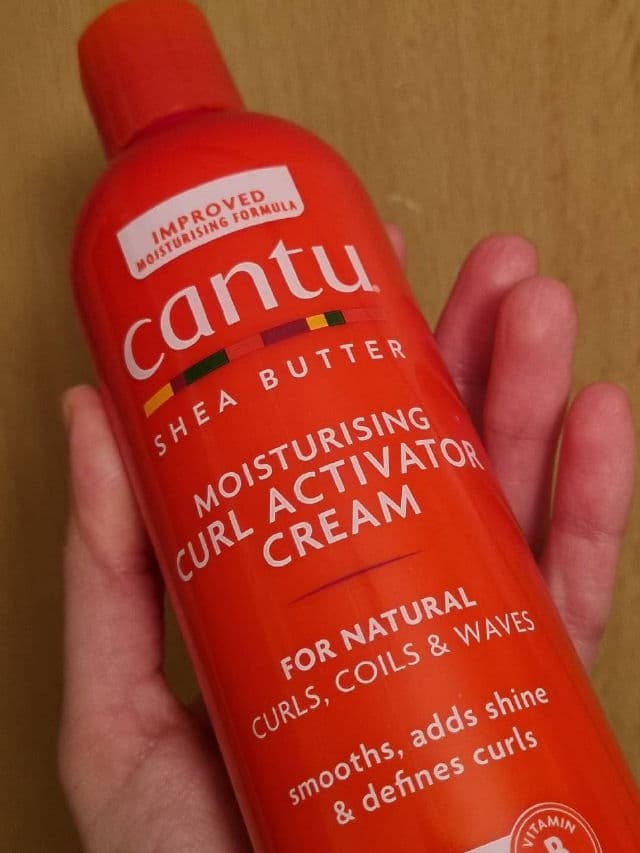 IMPROVED
MOISTURISING FORMULA
cantu
SHEA BUTTER
MOISTURISING
CURL ACTIVATOR
CREAM
FOR NATURAL
CURLS, COILS & WAVES
smooths, adds shine
& defines curls
VITAMIN
B